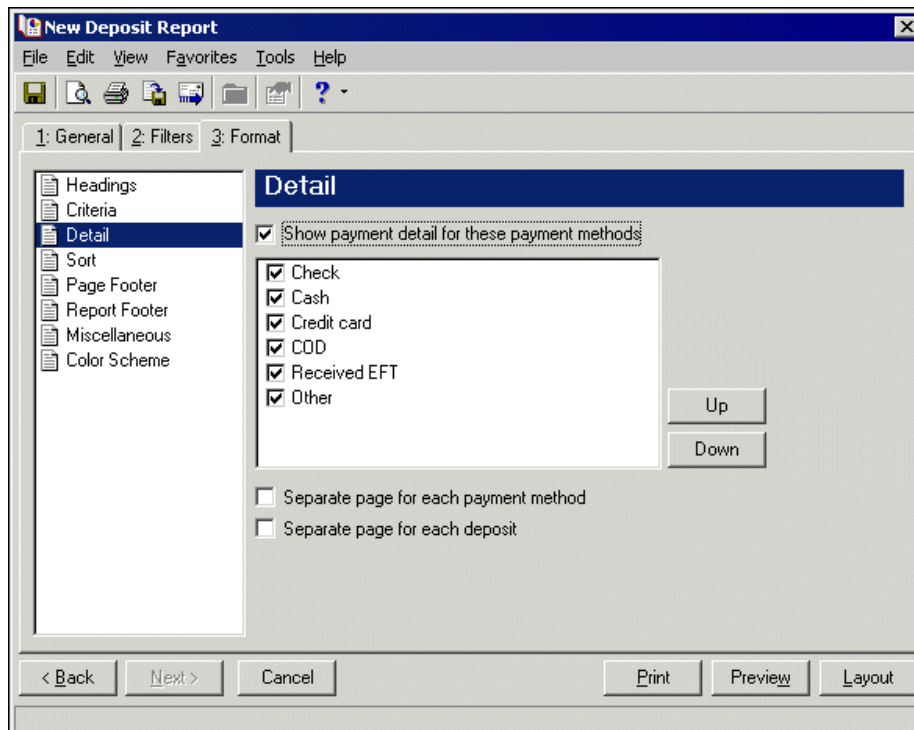 New Deposit Report
File Edit View Favorites Tools Help
?
1: General 2: Filters 3: Format
Headings
Criteria
Detail
Sort
Page Footer
Report Footer
Miscellaneous
Color Scheme
Detail
Show payment detail for these payment methods
Check
Cash
Credit card
COD
Received EFT
Other
Up
Down
Separate page for each payment method
Separate page for each deposit
< Back Next > Cancel Print Preview Layout